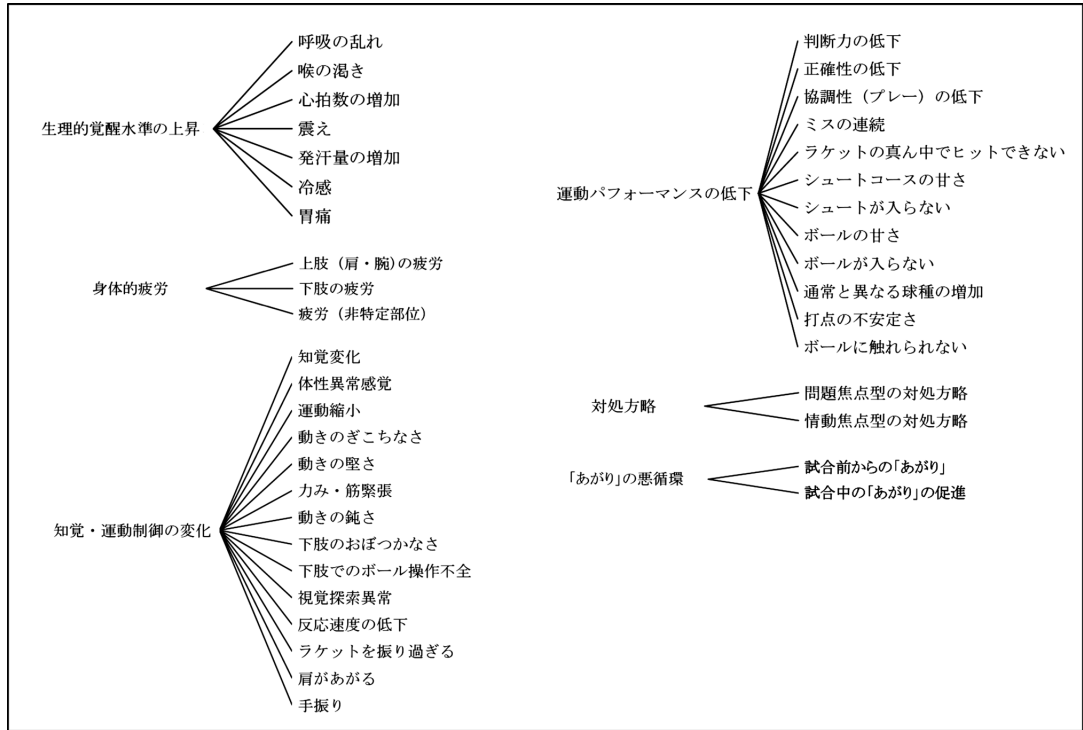 生理的覚醒水準の上昇
呼吸の乱れ
喉の渇き
心拍数の増加
震え
発汗量の増加
冷感
胃痛
身体的疲労
上肢（肩・腕)の疲労
下肢の疲労
疲労（非特定部位）
知覚・運動制御の変化
知覚変化
体性異常感覚
運動縮小
動きのぎこちなさ
動きの堅さ
力み・筋緊張
動きの鈍さ
下肢のおぼつかなさ
下肢でのボール操作不全
視覚探索異常
反応速度の低下
ラケットを振り過ぎる
肩があがる
手振り
運動パフォーマンスの低下
判断力の低下
正確性の低下
協調性（プレー）の低下
ミスの連続
ラケットの真ん中でヒットできない
シュートコースの甘さ
シュートが入らない
ボールの甘さ
ボールが入らない
通常と異なる球種の増加
打点の不安定さ
ボールに触れられない
対処方略
問題焦点型の対処方略
情動焦点型の対処方略
「あがり」の悪循環
試合前からの「あがり」
試合中の「あがり」の促進